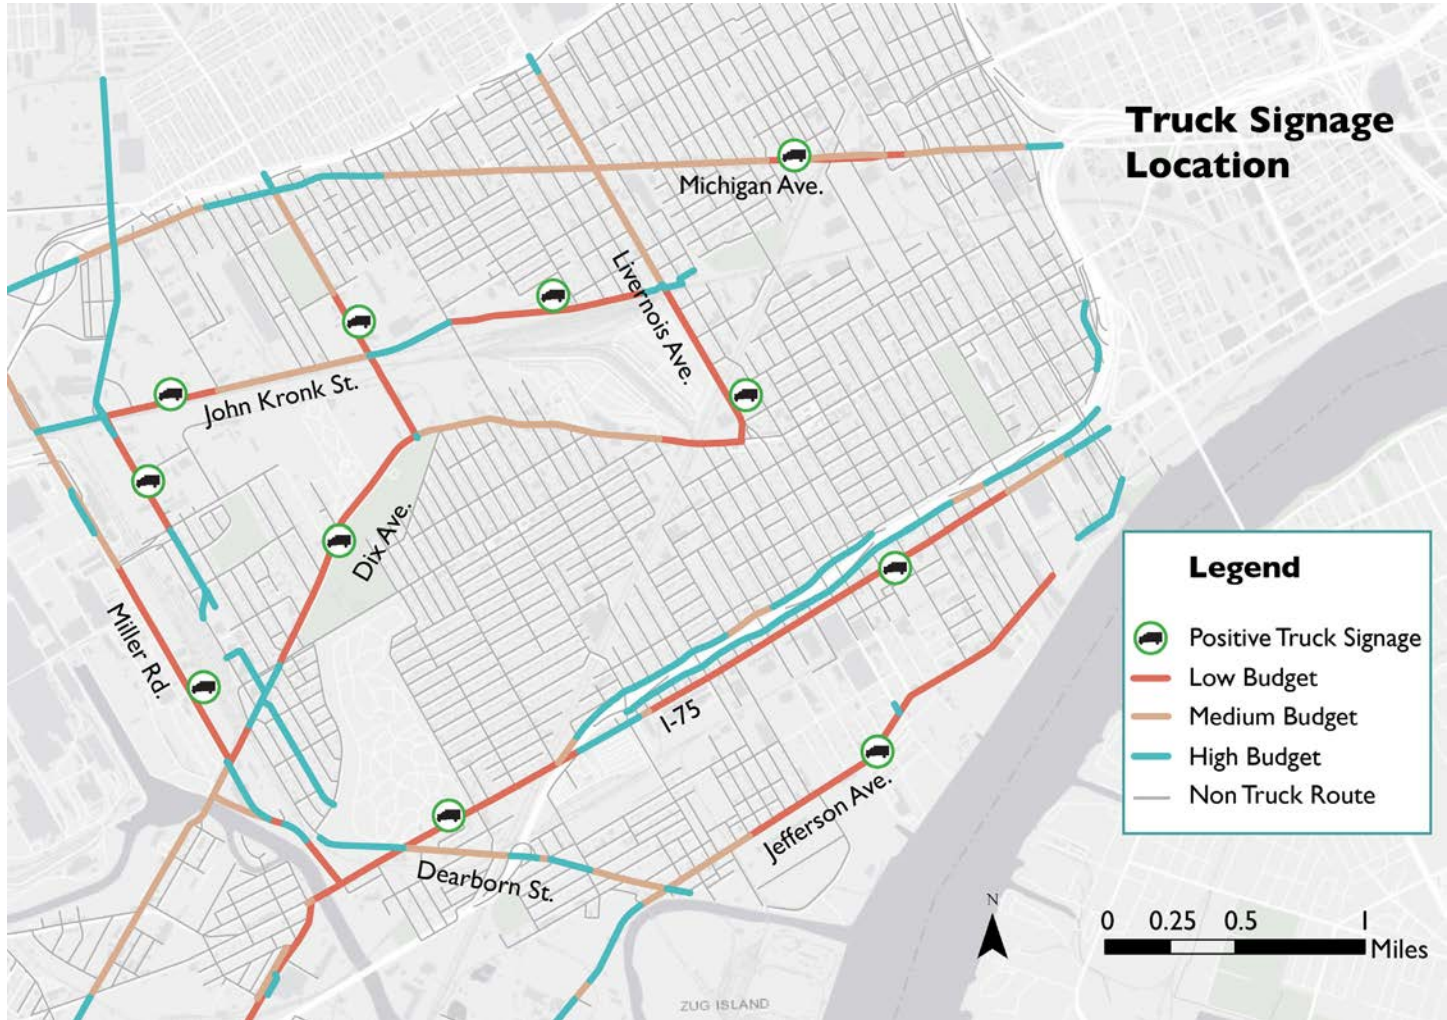 Truck Signage
Location
Michigan Ave.
Livernois Ave.
John Kronk St.
Dix Ave.
Miller Rd.
I-75
Jefferson Ave.
Dearborn St.
ZUG ISLAND
Legend
Positive Truck Signage
Low Budget
Medium Budget
High Budget
Non Truck Route
N
0 0.25 0.5 1
Miles